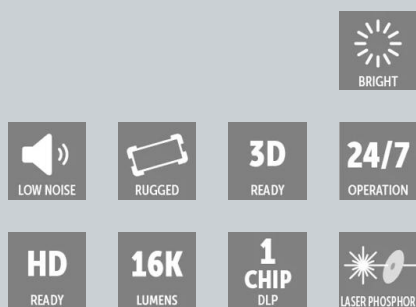 BRIGHT
LOW NOISE
RUGGED
3D
READY
24/7
OPERATION
HD
READY
16K
LUMENS
1
CHIP
DLP
LASER PHOSPHOR